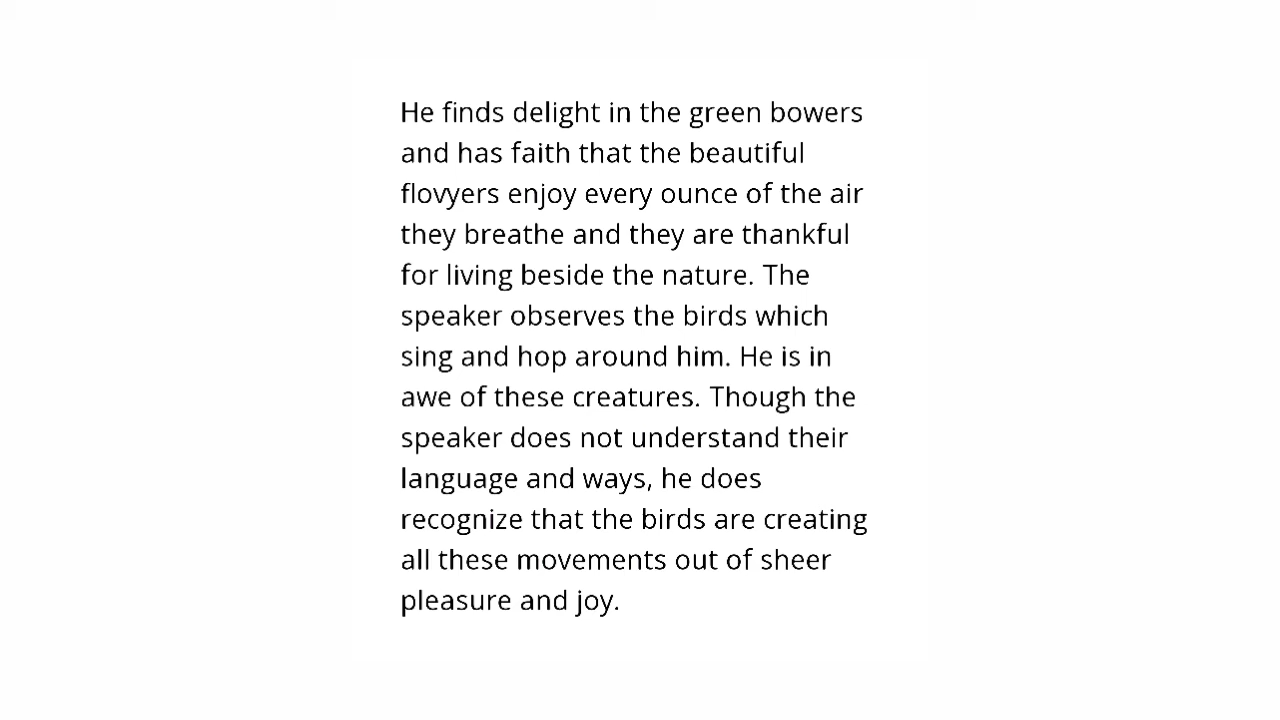 He finds delight in the green bowers
and has faith that the beautiful
flovyers enjoy every ounce of the air
they breathe and they are thankful
for living beside the nature. The
speaker observes the birds which
sing and hop around him. He is in
awe of these creatures. Though the
speaker does not understand their
language and ways, he does
recognize that the birds are creating
all these movements out of sheer
pleasure and joy.